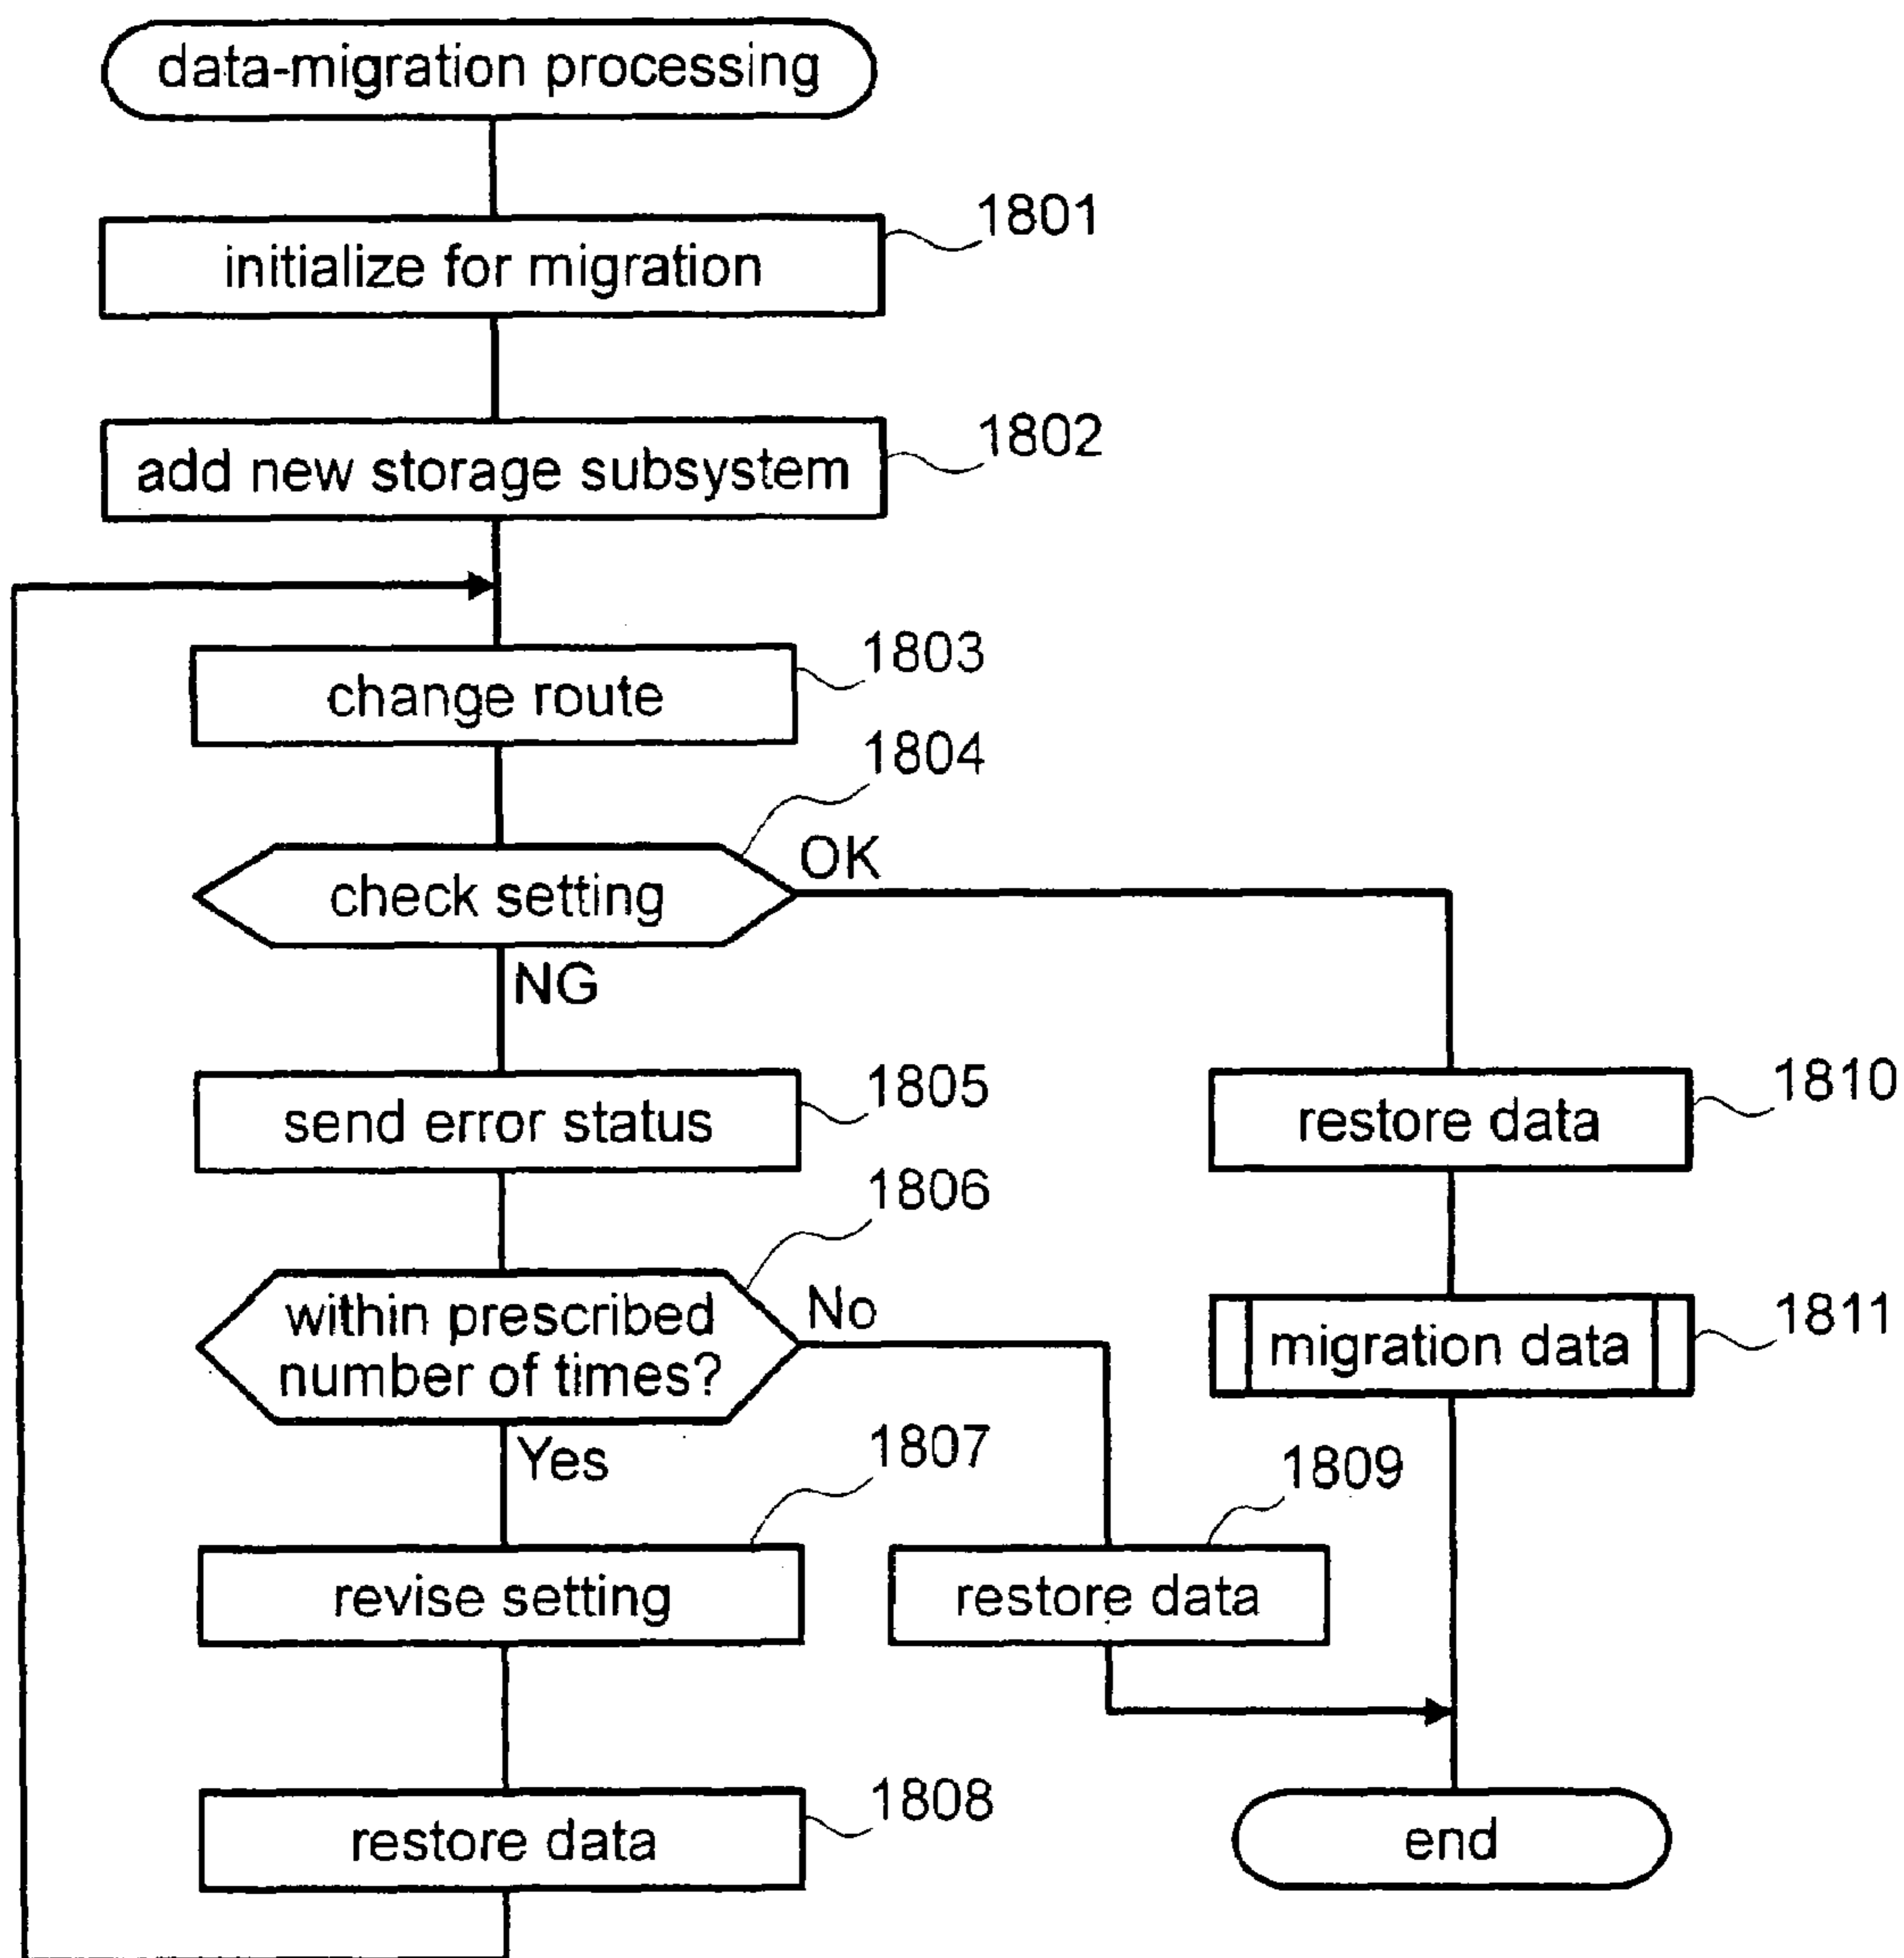 data-migration processing
1801
initialize for migration
1802
add new storage subsystem
1803
change route
1804
check setting
OK
NG
1805
send error status
1810
restore data
1806
within prescribed
number of times?
No
Yes
1811
migration data
1807
revise setting
1809
restore data
1808
restore data
end